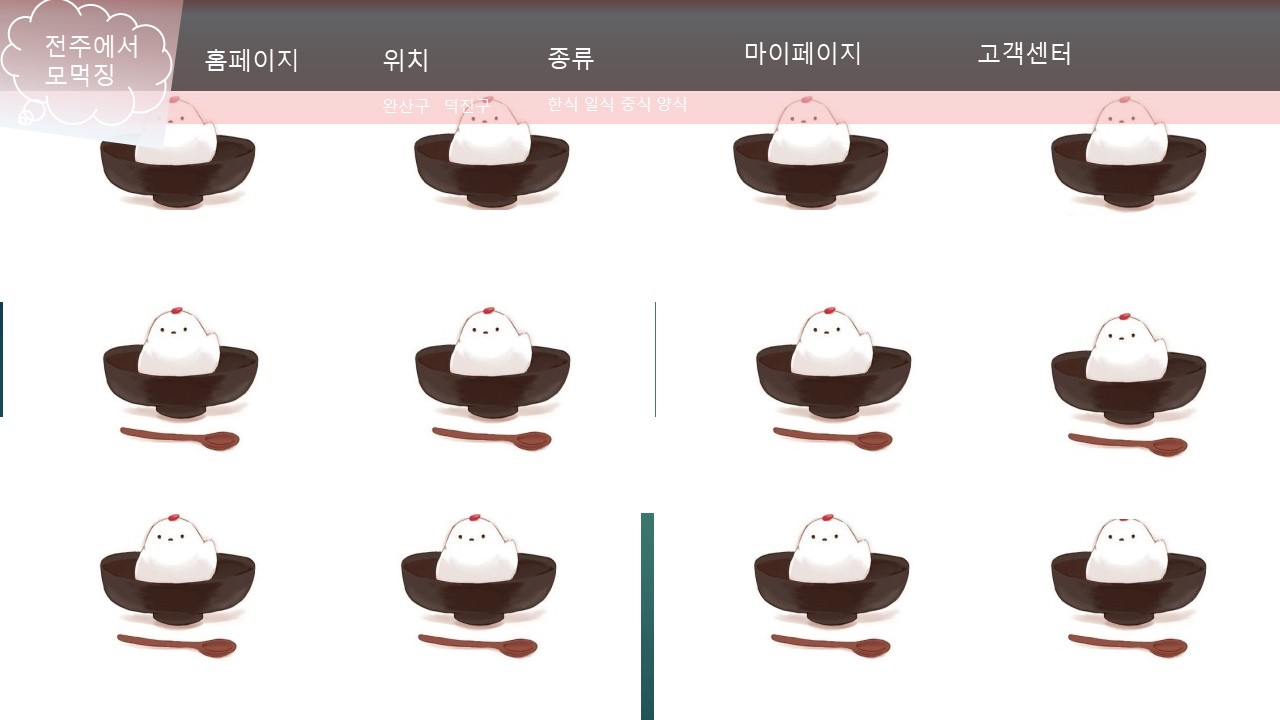 전주에서
모먹징
홈페이지
위치
종류
마이페이지
고객센터
완산구 덕진구
한식 일식 중식 양식